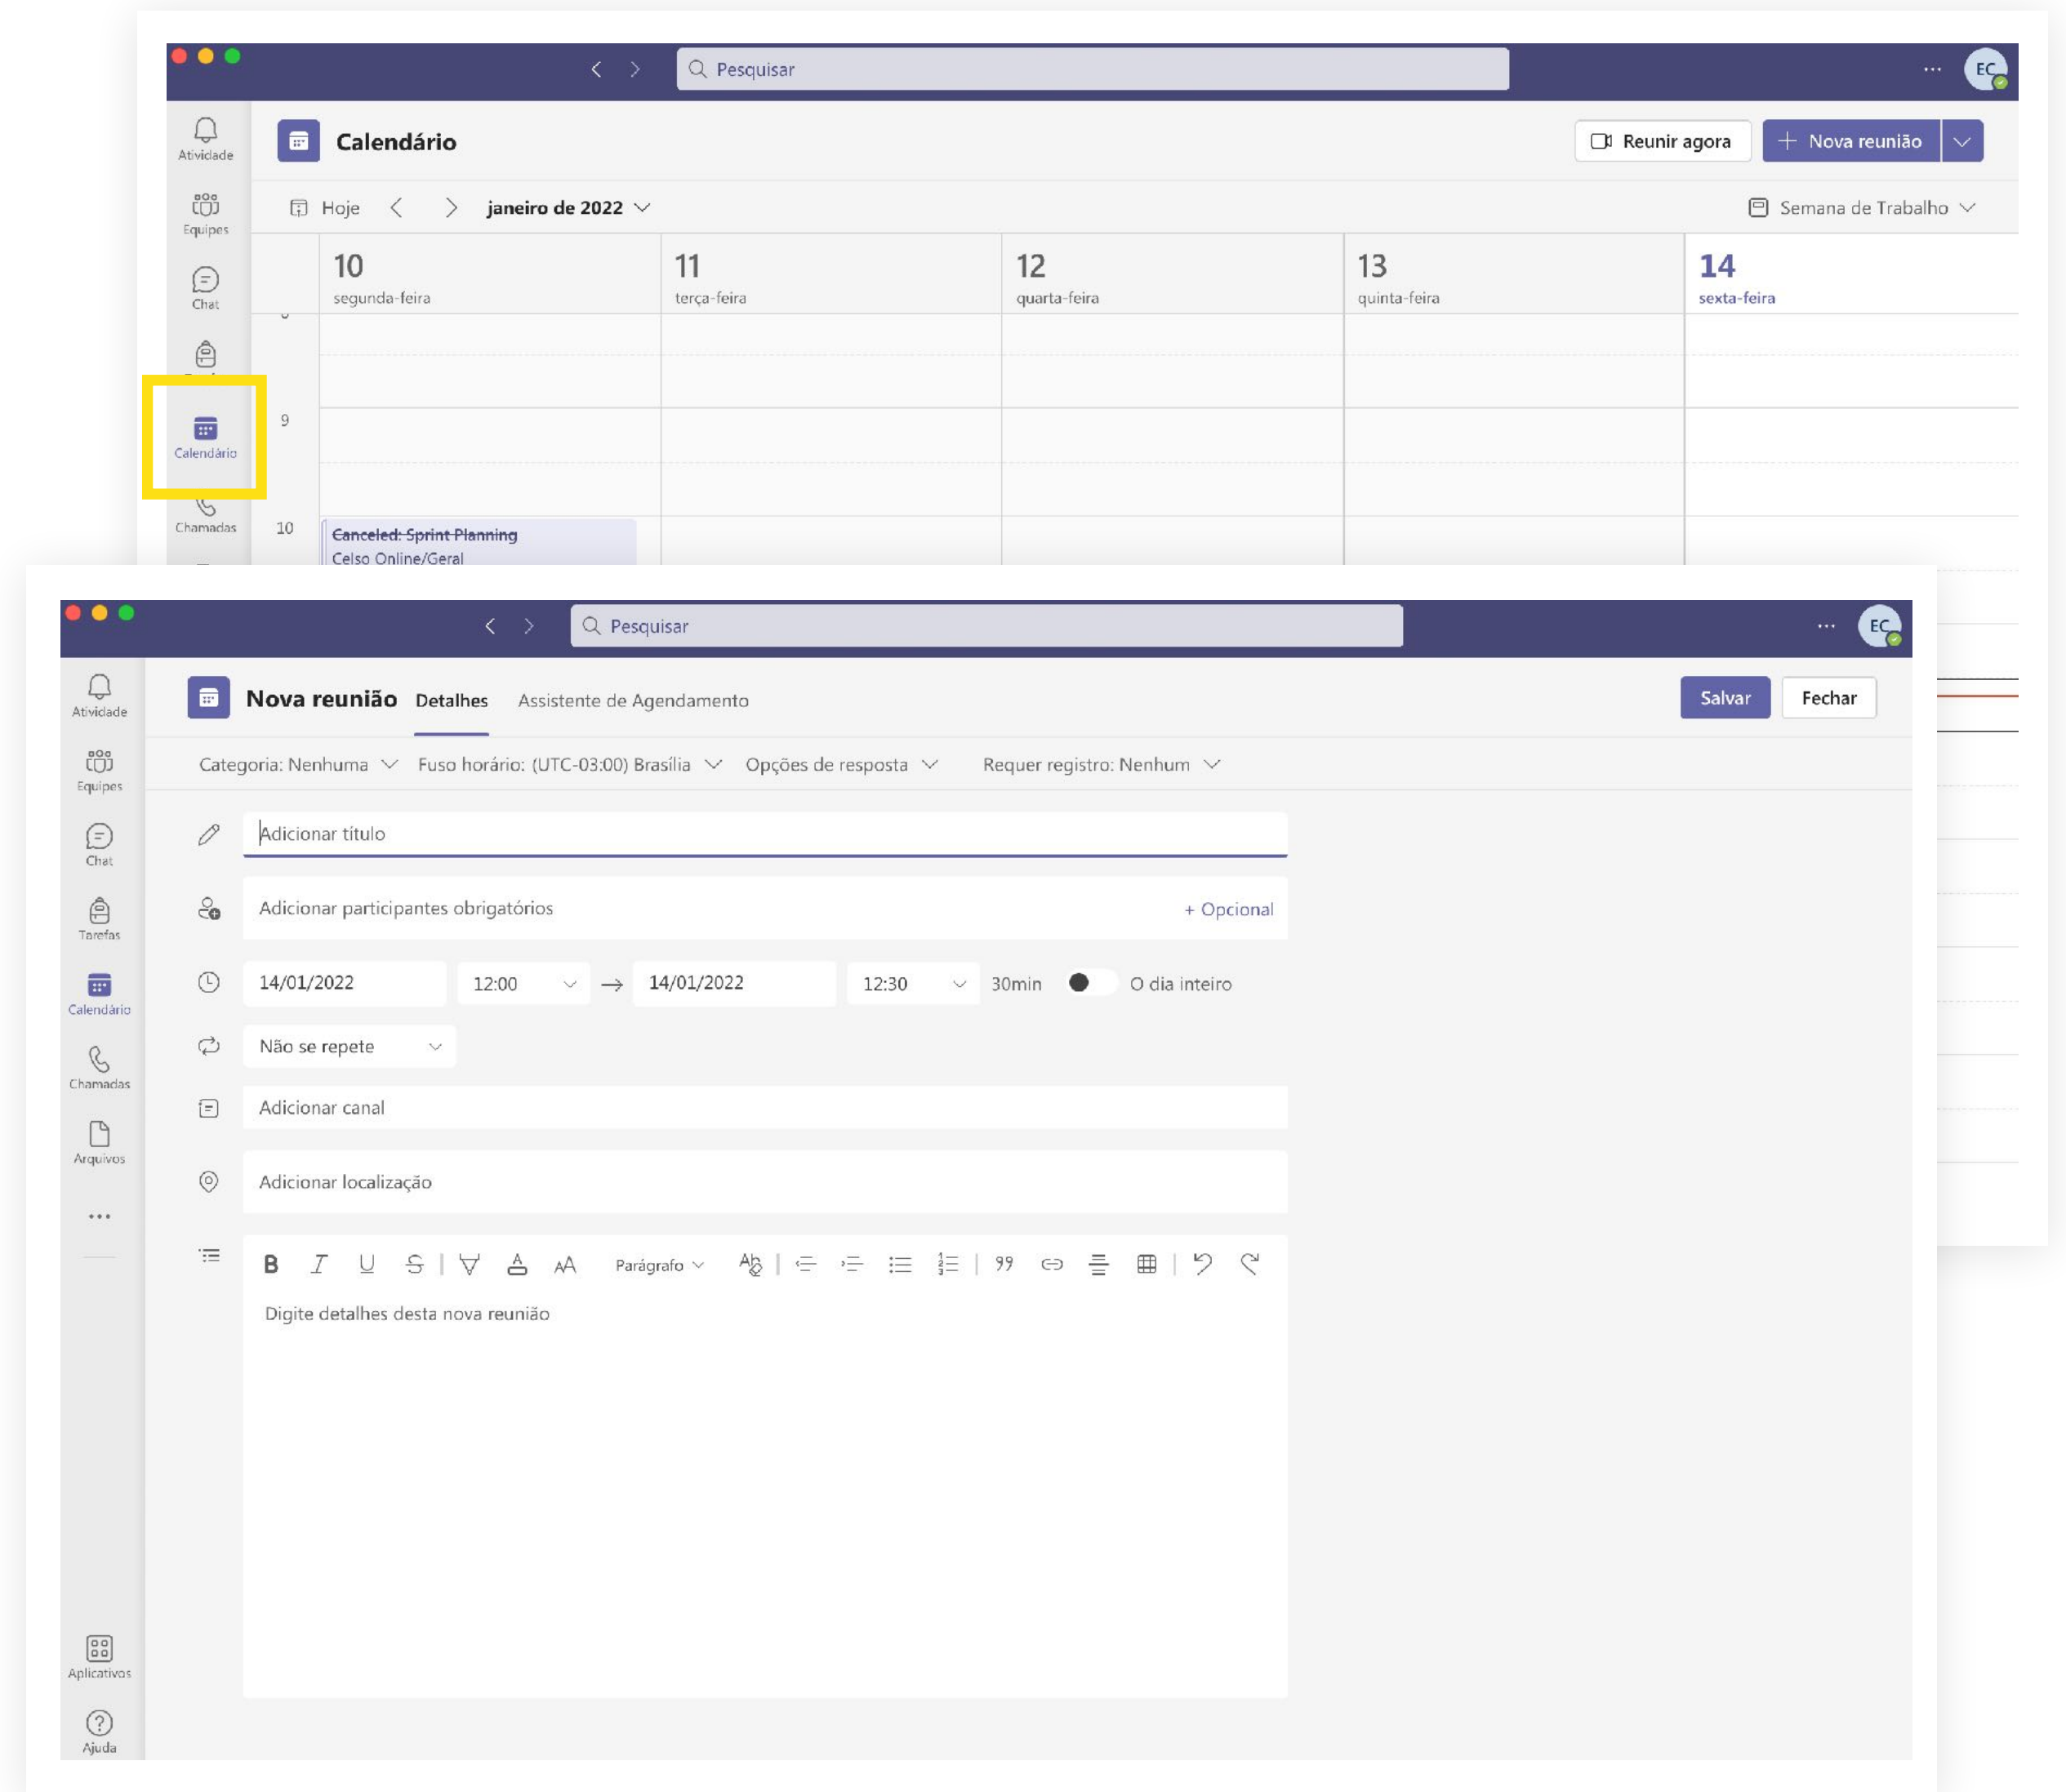 Pesquisar
EC
Atividade
Calendário
Reunir agora
+ Nova reunião
Equipes
Hoje
janeiro de 2022
Semana de Trabalho
10
11
12
13
14
segunda-feira
terça-feira
quarta-feira
quinta-feira
sexta-feira
Chat
9
Calendário
Chamadas
10
Canceled: Sprint Planning
Celso Online/Geral
Pesquisar
EC
Atividade
Nova reunião Detalhes Assistente de Agendamento
Salvar
Fechar
Equipes
Categoria: Nenhuma
Fuso horário: (UTC-03:00) Brasília
Opções de resposta
Requer registro: Nenhum
Chat
Adicionar título
Tarefas
Adicionar participantes obrigatórios
+ Opcional
Calendário
14/01/2022 12:00 → 14/01/2022 12:30 30min O dia inteiro
Não se repete
Chamadas
Adicionar canal
Arquivos
Adicionar localização
B I U S A AA Parágrafo Ab
Digite detalhes desta nova reunião
Aplicativos
Ajuda